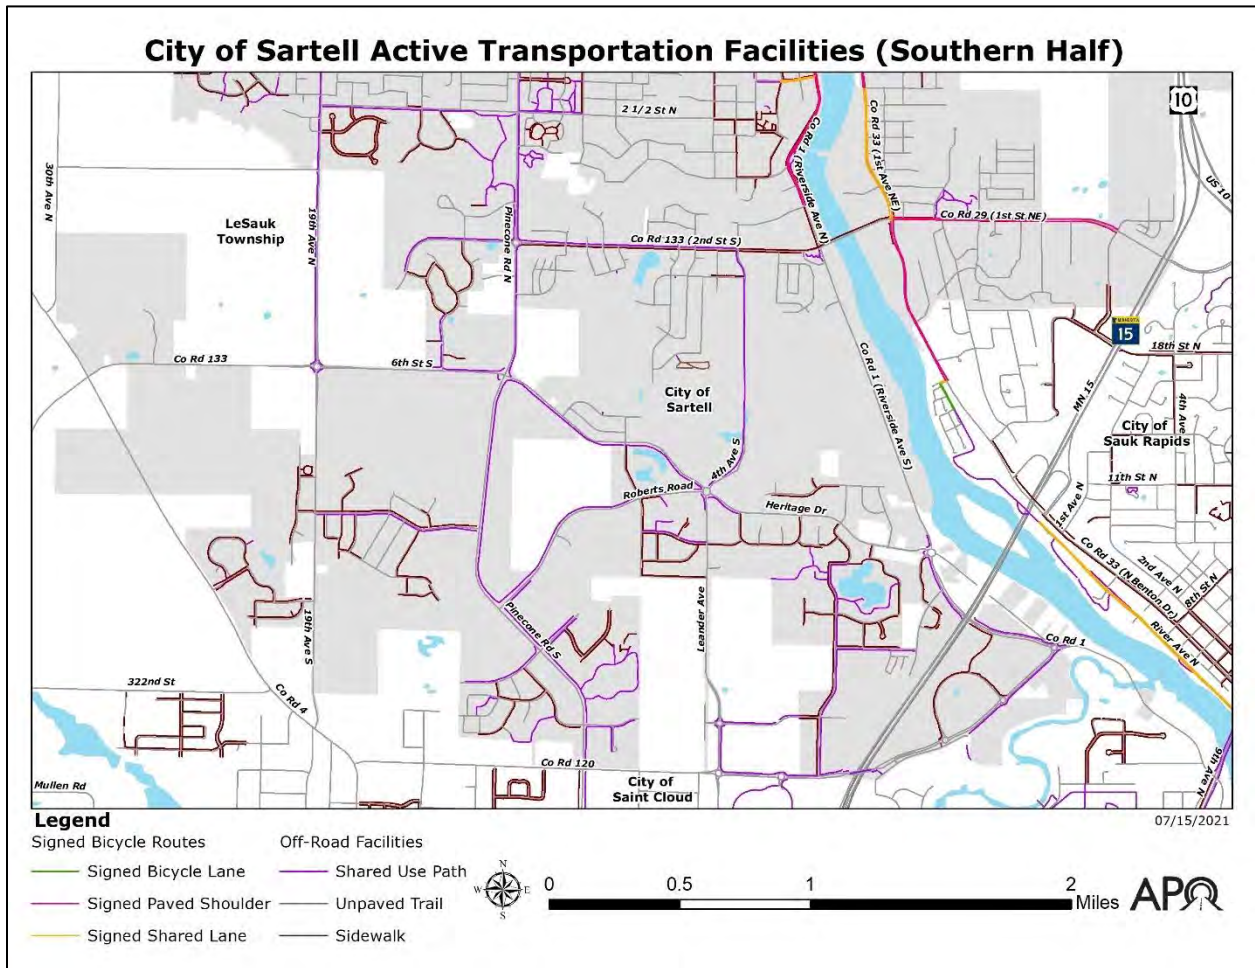 City of Sartell Active Transportation Facilities (Southern Half)
10
2 1/2 St N
Co Rd 1 (Riverside Ave N)
Co Rd 33 (1st Ave NE)
US 10
30th Ave N
LeSauk
Township
19th Ave N
Pinecone Rd N
Co Rd 29 (1st St NE)
Co Rd 133 (2nd St S)
MINNESOTA
15
18th St N
Co Rd 133
6th St S
Co Rd 1 (Riverside Ave S)
MN 15
4th Ave N
City of
Sartell
City of
Sauk Rapids
4th Ave S
11th St N
Roberts Road
Heritage Dr
1st Ave N
Co Rd 33 (N Benton Dr)
2nd Ave N
8th St N
Pinecone Rd S
Leander Ave
19th Ave S
Co Rd 1
River Ave N
322nd St
Co Rd 4
Co Rd 120
City of
Saint Cloud
Mullen Rd
9th Ave N
Legend
07/15/2021
Signed Bicycle Routes
Off-Road Facilities
Signed Bicycle Lane
Shared Use Path
Signed Paved Shoulder
Unpaved Trail
Signed Shared Lane
Sidewalk
N
W
E
S
0
0.5
1
2
Miles
APO